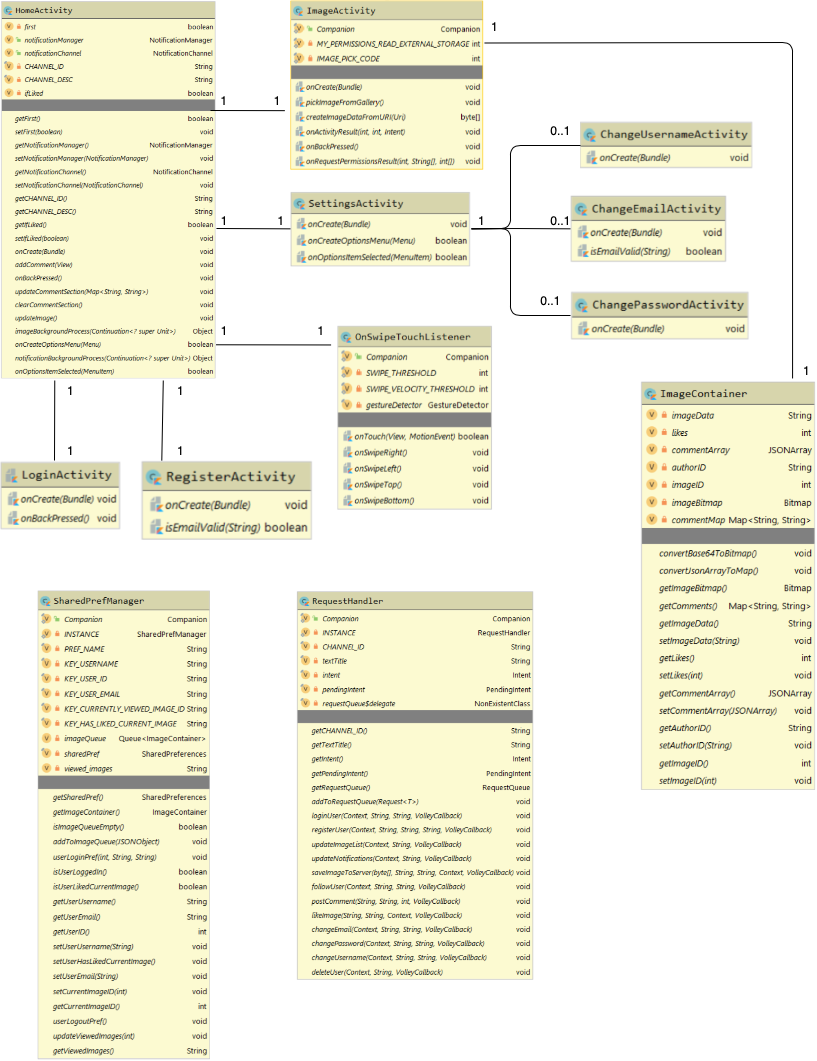 HomeActivity
first boolean
notificationManager NotificationManager
notificationChannel NotificationChannel
CHANNEL_ID String
CHANNEL_DESC String
ifLiked boolean
getFirst() boolean
setFirst(boolean) void
getNotificationManager() NotificationManager
setNotificationManager(NotificationManager) void
getNotificationChannel() NotificationChannel
setNotificationChannel(NotificationChannel) void
getCHANNEL_ID() String
getCHANNEL_DESC() String
getIfLiked() boolean
setIfLiked(boolean) void
onCreate(Bundle) void
addComment(View) void
onBackPressed() void
updateCommentSection(Map<String, String>) void
clearCommentSection() void
updateImage() void
imageBackgroundProcess(Continuation<? super Unit>) Object
onCreateOptionsMenu(Menu) boolean
notificationBackgroundProcess(Continuation<? super Unit>) Object
onOptionsItemSelected(MenuItem) boolean
1 1
ImageActivity
Companion Companion
MY_PERMISSIONS_READ_EXTERNAL_STORAGE int
IMAGE_PICK_CODE int
onCreate(Bundle) void
pickImageFromGallery() void
createImageDataFromURI(Uri) byte[]
onActivityResult(int, int, Intent) void
onBackPressed() void
onRequestPermissionsResult(int, String[], int[]) void
1
1 1
SettingsActivity
onCreate(Bundle) void
onCreateOptionsMenu(Menu) boolean
onOptionsItemSelected(MenuItem) boolean
1
0..1
ChangeUsernameActivity
onCreate(Bundle) void
0..1
ChangeEmailActivity
onCreate(Bundle) void
isEmailValid(String) boolean
0..1
ChangePasswordActivity
onCreate(Bundle) void
1 1
OnSwipeTouchListener
Companion Companion
SWIPE_THRESHOLD int
SWIPE_VELOCITY_THRESHOLD int
gestureDetector GestureDetector
onTouch(View, MotionEvent) boolean
onSwipeRight() void
onSwipeLeft() void
onSwipeTop() void
onSwipeBottom() void
1 1
1 1
LoginActivity
onCreate(Bundle) void
onBackPressed() void
RegisterActivity
onCreate(Bundle) void
isEmailValid(String) boolean
1
ImageContainer
imageData String
likes int
commentArray JSONArray
authorID String
imageID int
imageBitmap Bitmap
commentMap Map<String, String>
convertBase64ToBitmap() void
convertJsonArrayToMap() void
getImageBitmap() Bitmap
getComments() Map<String, String>
getImageData() String
setImageData(String) void
getLikes() int
setLikes(int) void
getCommentArray() JSONArray
setCommentArray(JSONArray) void
getAuthorID() String
setAuthorID(String) void
getImageID() int
setImageID(int) void
SharedPrefManager
Companion Companion
INSTANCE SharedPrefManager
PREF_NAME String
KEY_USERNAME String
KEY_USER_ID String
KEY_USER_EMAIL String
KEY_CURRENTLY_VIEWED_IMAGE_ID String
KEY_HAS_LIKED_CURRENT_IMAGE String
imageQueue Queue<ImageContainer>
sharedPref SharedPreferences
viewed_images String
getSharedPref() SharedPreferences
getImageContainer() ImageContainer
isImageQueueEmpty() boolean
addToImageQueue(JSONObject) void
userLoginPref(int, String, String) void
isUserLoggedIn() boolean
isUserLikedCurrentImage() boolean
getUserUsername() String
getUserEmail() String
getUserID() int
setUserUsername(String) void
setUserHasLikedCurrentImage() void
setUserEmail(String) void
setCurrentImageID(int) void
getCurrentImageID() int
userLogoutPref() void
updateViewedImages(int) void
getViewedImages() String
RequestHandler
Companion Companion
INSTANCE RequestHandler
CHANNEL_ID String
textTitle String
intent Intent
pendingIntent PendingIntent
requestQueue$delegate NonExistentClass
getCHANNEL_ID() String
getTextTitle() String
getIntent() Intent
getPendingIntent() PendingIntent
getRequestQueue() RequestQueue
addToRequestQueue(Request<T>) void
loginUser(Context, String, String, VolleyCallback) void
registerUser(Context, String, String, String, VolleyCallback) void
updateImageList(Context, String, VolleyCallback) void
updateNotifications(Context, String, VolleyCallback) void
saveImageToServer(byte[], String, String, Context, VolleyCallback) void
followUser(Context, String, String, VolleyCallback) void
postComment(String, String, int, VolleyCallback) void
likeImage(String, String, Context, VolleyCallback) void
changeEmail(Context, String, String, VolleyCallback) void
changePassword(Context, String, String, VolleyCallback) void
changeUsername(Context, String, String, VolleyCallback) void
deleteUser(Context, String, VolleyCallback) void